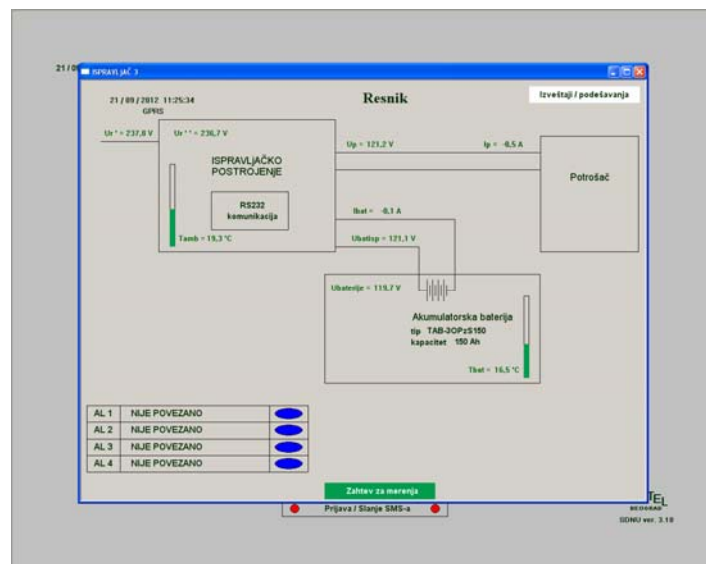 21 / 0
ISPRAVLJAČ 3
21 / 09 / 2012 11:25:34
GPRS
Resnik
Izveštaji / podešavanja
Ur ' = 237,8 V
Ur ' ' = 236,7 V
ISPRAVLjAČKO
POSTROJENJE
RS232
komunikacija
Tamb = 19,3 °C
Up = 121,2 V
Ip = -0,5 A
Potrošač
Ibat = -0,1 A
Ubatisp = 121,1 V
Ubaterije = 119,7 V
Akumulatorska baterija
tip TAB-3OPzS150
kapacitet 150 Ah
Tbat = 16,5 °C
AL 1 NIJE POVEZANO
AL 2 NIJE POVEZANO
AL 3 NIJE POVEZANO
AL 4 NIJE POVEZANO
Zahtev za merenja
Prijava / Slanje SMS-a
TEL
BEOGRAD
SDNU ver. 3.18